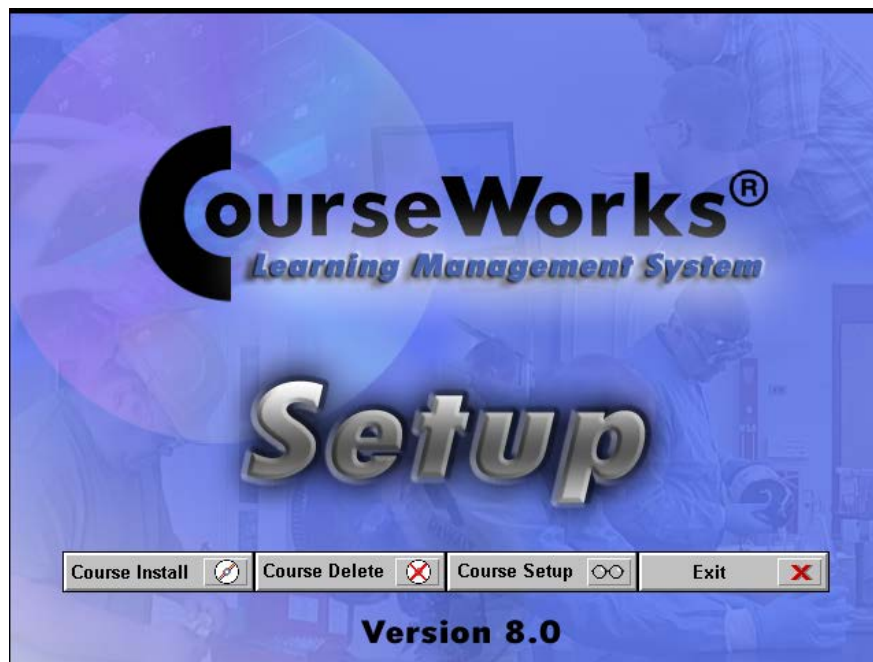 CourseWorks®
Learning Management System
Setup
Course Install Course Delete Course Setup Exit
Version 8.0